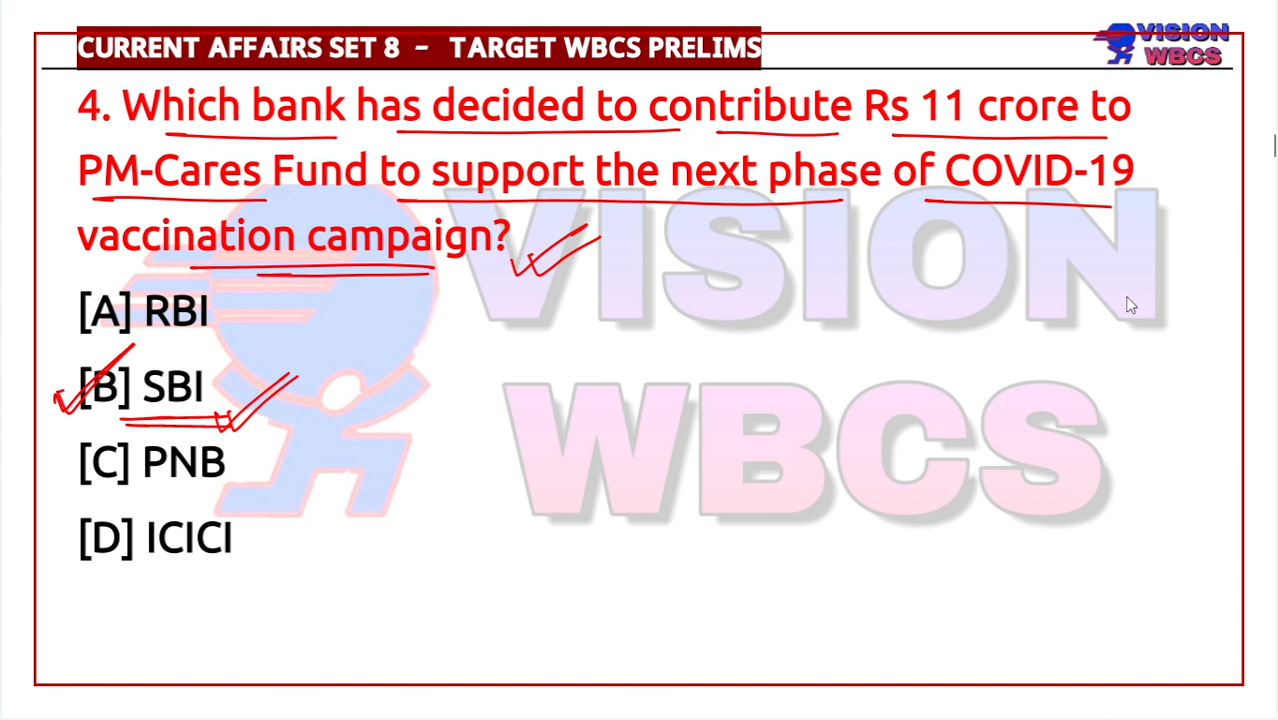 CURRENT AFFAIRS SET 8 - TARGET WBCS PRELIMS
VISION
WBCS
4. Which bank has decided to contribute Rs 11 crore to
PM-Cares Fund to support the next phase of COVID-19
vaccination campaign?
[A] RBI
[B] SBI
[C] PNB
[D] ICICI
VISION
WBCS